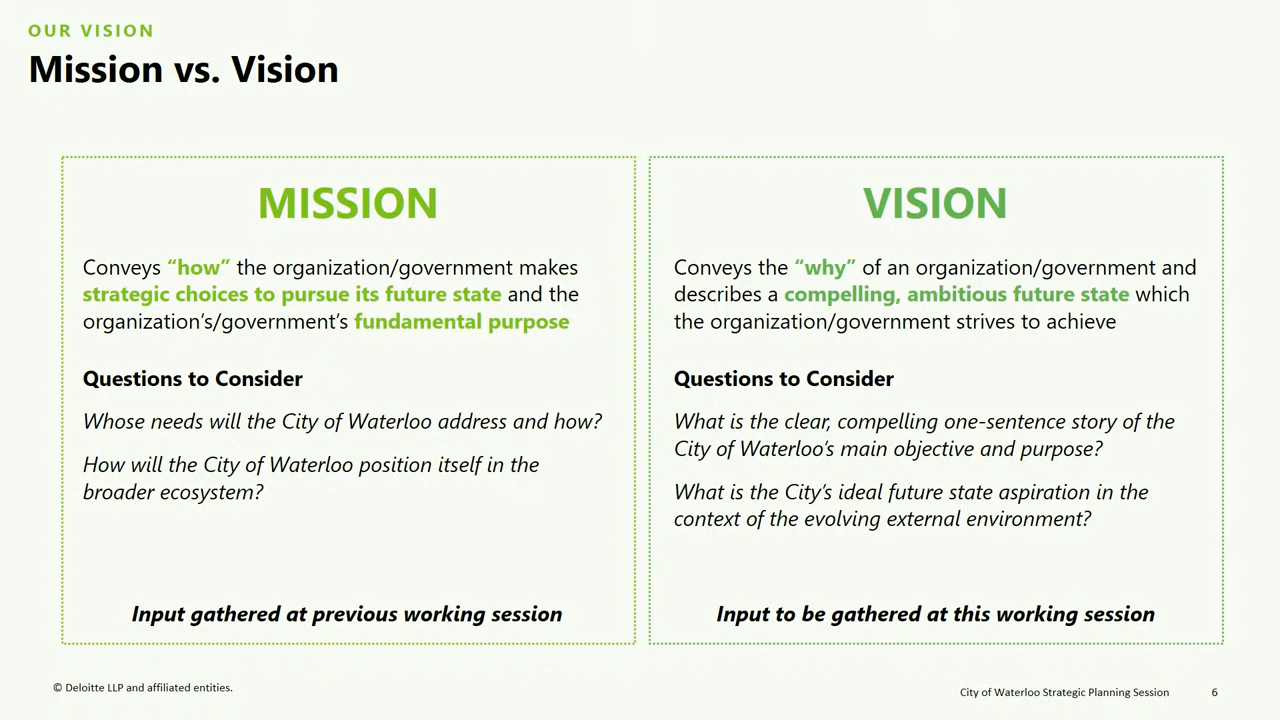 OUR VISION
Mission vs. Vision
MISSION
Conveys “how” the organization/government makes
strategic choices to pursue its future state and the
organization’s/government’s fundamental purpose
Questions to Consider
Whose needs will the City of Waterloo address and how?
How will the City of Waterloo position itself in the
broader ecosystem?
Input gathered at previous working session
VISION
Conveys the “why” of an organization/government and
describes a compelling, ambitious future state which
the organization/government strives to achieve
Questions to Consider
What is the clear, compelling one-sentence story of the
City of Waterloo’s main objective and purpose?
What is the City’s ideal future state aspiration in the
context of the evolving external environment?
Input to be gathered at this working session
© Deloitte LLP and affiliated entities.
City of Waterloo Strategic Planning Session 6